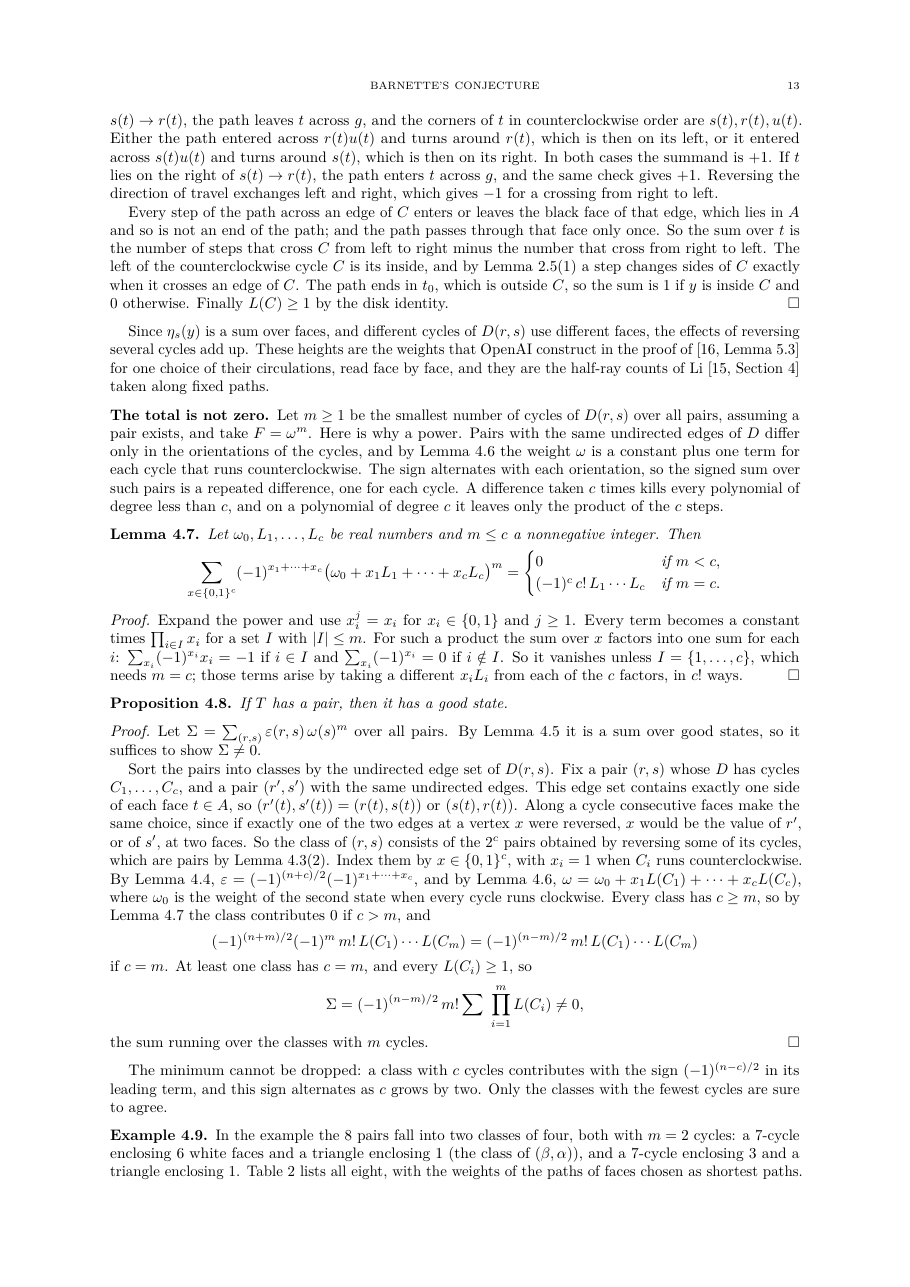 BARNETTE'S CONJECTURE 13
s(t) → r(t), the path leaves t across g, and the corners of t in counterclockwise order are s(t), r(t), u(t).
Either the path entered across r(t)u(t) and turns around r(t), which is then on its left, or it entered
across s(t)u(t) and turns around s(t), which is then on its right. In both cases the summand is +1. If t
lies on the right of s(t) → r(t), the path enters t across g, and the same check gives +1. Reversing the
direction of travel exchanges left and right, which gives −1 for a crossing from right to left.
Every step of the path across an edge of C enters or leaves the black face of that edge, which lies in A
and so is not an end of the path; and the path passes through that face only once. So the sum over t is
the number of steps that cross C from left to right minus the number that cross from right to left. The
left of the counterclockwise cycle C is its inside, and by Lemma 2.5(1) a step changes sides of C exactly
when it crosses an edge of C. The path ends in t₀, which is outside C, so the sum is 1 if y is inside C and
0 otherwise. Finally L(C) ≥ 1 by the disk identity. □
Since ηₛ(y) is a sum over faces, and different cycles of D(r, s) use different faces, the effects of reversing
several cycles add up. These heights are the weights that OpenAI construct in the proof of [16, Lemma 5.3]
for one choice of their circulations, read face by face, and they are the half-ray counts of Li [15, Section 4]
taken along fixed paths.
The total is not zero. Let m ≥ 1 be the smallest number of cycles of D(r, s) over all pairs, assuming a
pair exists, and take F = ω^m. Here is why a power. Pairs with the same undirected edges of D differ
only in the orientations of the cycles, and by Lemma 4.6 the weight ω is a constant plus one term for
each cycle that runs counterclockwise. The sign alternates with each orientation, so the signed sum over
such pairs is a repeated difference, one for each cycle. A difference taken c times kills every polynomial of
degree less than c, and on a polynomial of degree c it leaves only the product of the c steps.
Lemma 4.7. Let ω₀, L₁, . . . , L_c be real numbers and m ≤ c a nonnegative integer. Then
∑_{x∈{0,1}^c} (−1)^{x₁+···+x_c} (ω₀ + x₁L₁ + · · · + x_cL_c)^m = { 0 if m < c, (−1)^c c! L₁ · · · L_c if m = c.
Proof. Expand the power and use x_i^j = x_i for x_i ∈ {0, 1} and j ≥ 1. Every term becomes a constant
times ∏_{i∈I} x_i for a set I with |I| ≤ m. For such a product the sum over x factors into one sum for each
i: ∑_{x_i}(−1)^{x_i}x_i = −1 if i ∈ I and ∑_{x_i}(−1)^{x_i} = 0 if i ∉ I. So it vanishes unless I = {1, . . . , c}, which
needs m = c; those terms arise by taking a different x_iL_i from each of the c factors, in c! ways. □
Proposition 4.8. If T has a pair, then it has a good state.
Proof. Let Σ = ∑_{(r,s)} ε(r, s) ω(s)^m over all pairs. By Lemma 4.5 it is a sum over good states, so it
suffices to show Σ ≠ 0.
Sort the pairs into classes by the undirected edge set of D(r, s). Fix a pair (r, s) whose D has cycles
C₁, . . . , C_c, and a pair (r′, s′) with the same undirected edges. This edge set contains exactly one side
of each face t ∈ A, so (r′(t), s′(t)) = (r(t), s(t)) or (s(t), r(t)). Along a cycle consecutive faces make the
same choice, since if exactly one of the two edges at a vertex x were reversed, x would be the value of r′,
or of s′, at two faces. So the class of (r, s) consists of the 2^c pairs obtained by reversing some of its cycles,
which are pairs by Lemma 4.3(2). Index them by x ∈ {0, 1}^c, with x_i = 1 when C_i runs counterclockwise.
By Lemma 4.4, ε = (−1)^{(n+c)/2}(−1)^{x₁+···+x_c}, and by Lemma 4.6, ω = ω₀ + x₁L(C₁) + · · · + x_cL(C_c),
where ω₀ is the weight of the second state when every cycle runs clockwise. Every class has c ≥ m, so by
Lemma 4.7 the class contributes 0 if c > m, and
(−1)^{(n+m)/2}(−1)^m m! L(C₁) · · · L(C_m) = (−1)^{(n−m)/2} m! L(C₁) · · · L(C_m)
if c = m. At least one class has c = m, and every L(C_i) ≥ 1, so
Σ = (−1)^{(n−m)/2} m! ∑ ∏_{i=1}^m L(C_i) ≠ 0,
the sum running over the classes with m cycles. □
The minimum cannot be dropped: a class with c cycles contributes with the sign (−1)^{(n−c)/2} in its
leading term, and this sign alternates as c grows by two. Only the classes with the fewest cycles are sure
to agree.
Example 4.9. In the example the 8 pairs fall into two classes of four, both with m = 2 cycles: a 7-cycle
enclosing 6 white faces and a triangle enclosing 1 (the class of (β, α)), and a 7-cycle enclosing 3 and a
triangle enclosing 1. Table 2 lists all eight, with the weights of the paths of faces chosen as shortest paths.